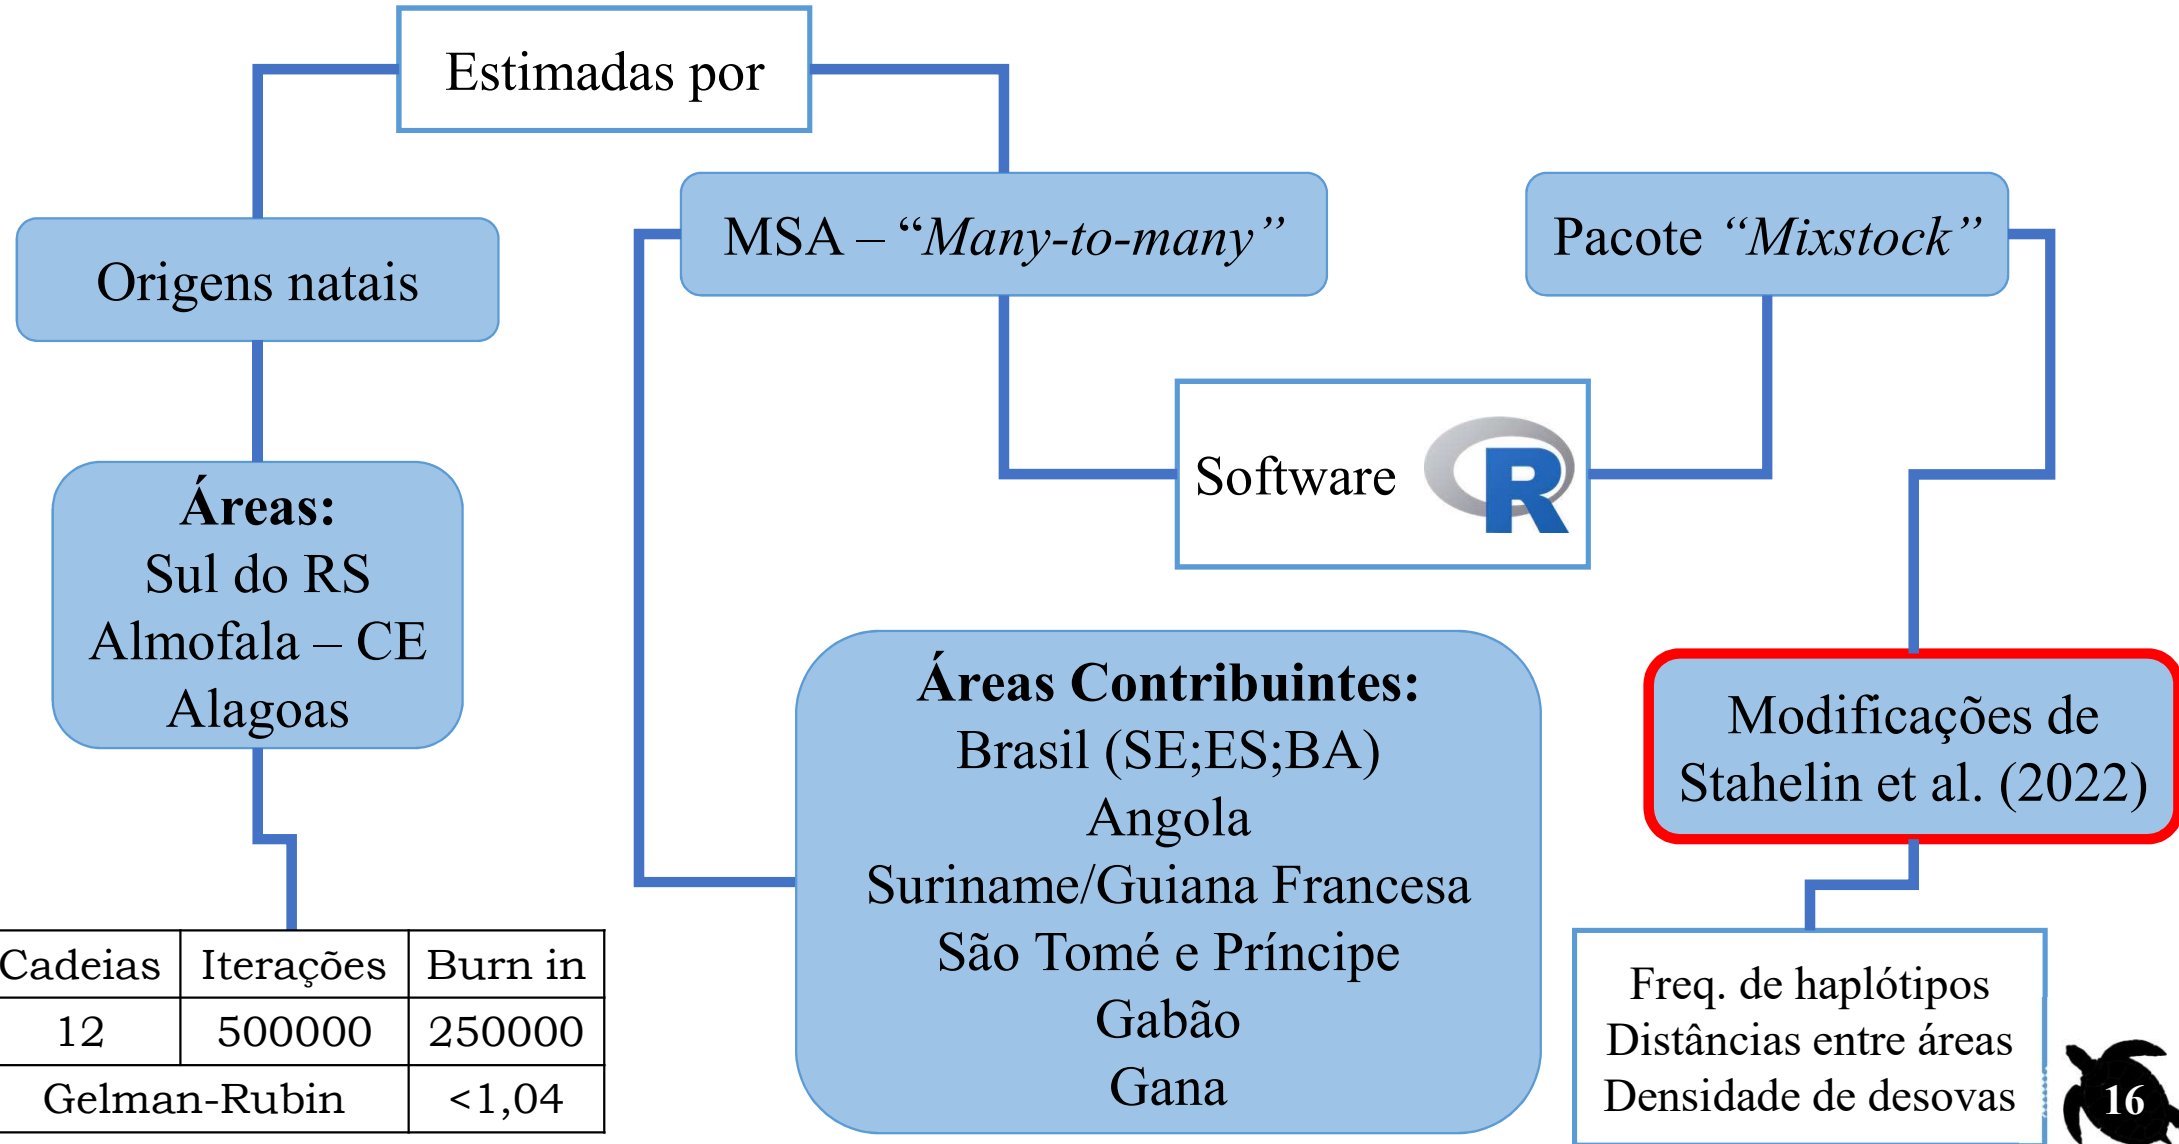 Estimadas por
Origens natais
MSA – “Many-to-many”
Pacote “Mixstock”
Software R
Áreas:
Sul do RS
Almofala – CE
Alagoas
Áreas Contribuintes:
Brasil (SE;ES;BA)
Angola
Suriname/Guiana Francesa
São Tomé e Príncipe
Gabão
Gana
Modificações de
Stahelin et al. (2022)
Cadeias Iterações Burn in
12 500000 250000
Gelman-Rubin <1,04
Freq. de haplótipos
Distâncias entre áreas
Densidade de desovas
16